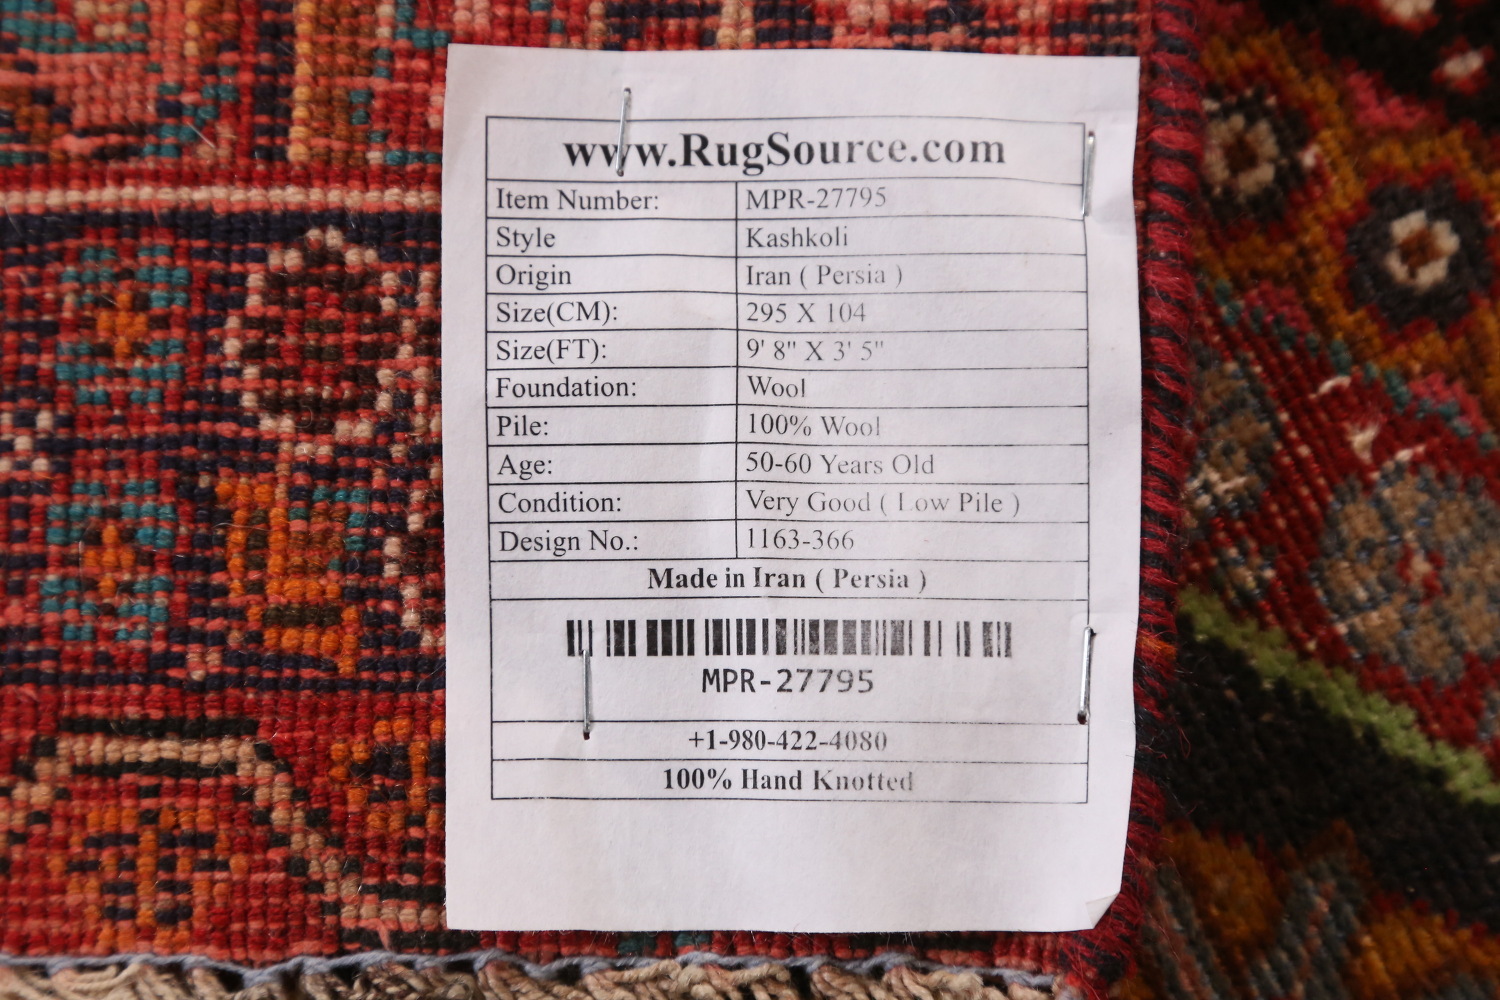 www.RugSource.com
Item Number: MPR-27795
Style Kashkoli
Origin Iran ( Persia )
Size(CM): 295 X 104
Size(FT): 9' 8" X 3' 5"
Foundation: Wool
Pile: 100% Wool
Age: 50-60 Years Old
Condition: Very Good ( Low Pile )
Design No.: 1163-366
Made in Iran ( Persia )
MPR-27795
+1-980-422-4080
100% Hand Knotted